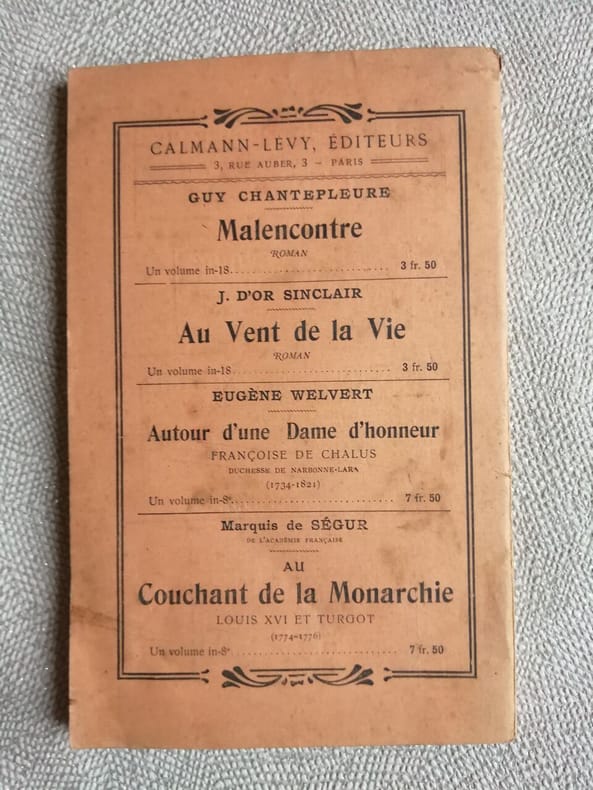 CALMANN-LÉVY, ÉDITEURS
3, RUE AUBER, 3 – PARIS
GUY CHANTEPLEURE
Malencontre
ROMAN
Un volume in-18. . . . . . . . . . . . . . . . . . . . . . . . . 3 fr. 50
J. D'OR SINCLAIR
Au Vent de la Vie
ROMAN
Un volume in-18. . . . . . . . . . . . . . . . . . . . . . . . . 3 fr. 50
EUGÈNE WELVERT
Autour d'une Dame d'honneur
FRANÇOISE DE CHALUS
DUCHESSE DE NARBONNE-LARA
(1734-1821)
Un volume in-8°. . . . . . . . . . . . . . . . . . . . . . . . . 7 fr. 50
Marquis de SÉGUR
DE L'ACADÉMIE FRANÇAISE
AU
Couchant de la Monarchie
LOUIS XVI ET TURGOT
(1774-1776)
Un volume in-8°. . . . . . . . . . . . . . . . . . . . . . . . . 7 fr. 50